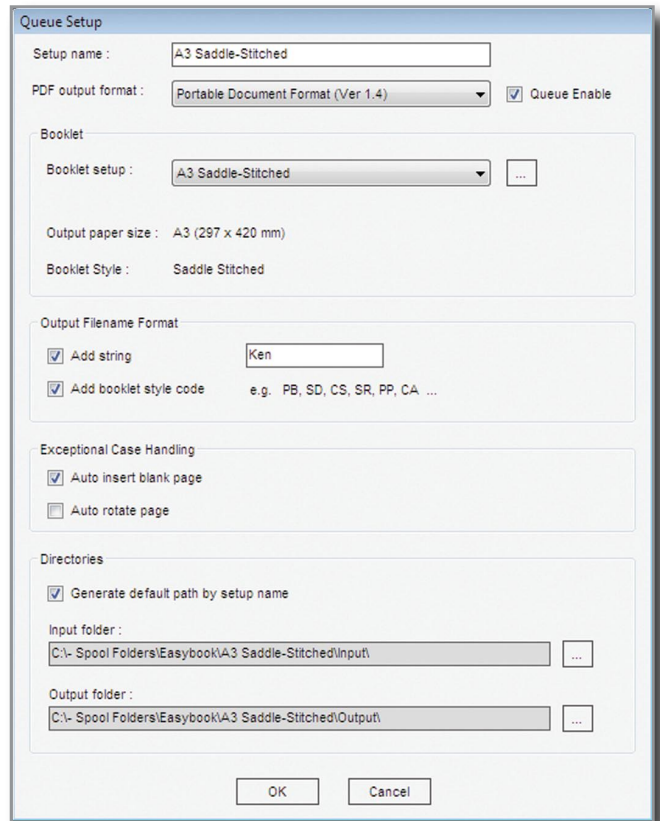 Queue Setup
Setup name : A3 Saddle-Stitched
PDF output format : Portable Document Format (Ver 1.4) Queue Enable
Booklet
Booklet setup : A3 Saddle-Stitched ...
Output paper size : A3 (297 x 420 mm)
Booklet Style : Saddle Stitched
Output Filename Format
Add string Ken
Add booklet style code e.g. PB, SD, CS, SR, PP, CA ...
Exceptional Case Handling
Auto insert blank page
Auto rotate page
Directories
Generate default path by setup name
Input folder :
C:\- Spool Folders\Easybook\A3 Saddle-Stitched\Input\ ...
Output folder :
C:\- Spool Folders\Easybook\A3 Saddle-Stitched\Output\ ...
OK Cancel